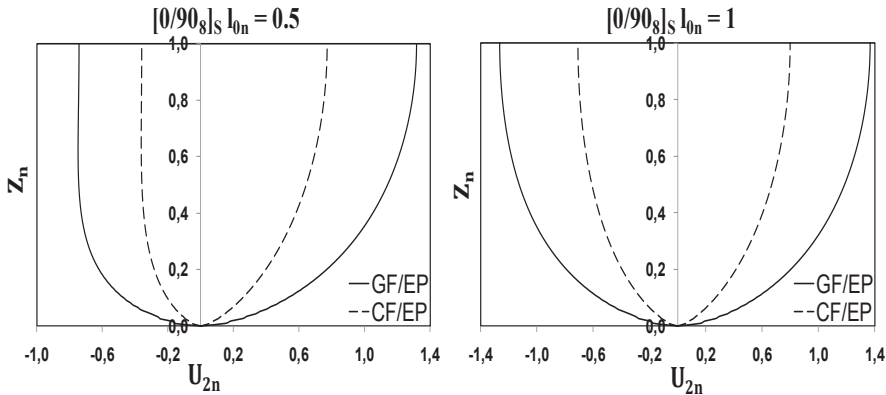 [0/90₈]s l₀ₙ = 0.5
1,0
0,8
0,6
0,4
0,2
0,0
Zₙ
GF/EP
CF/EP
-1,0 -0,6 -0,2 0,2 0,6 1,0 1,4
U₂ₙ
[0/90₈]s l₀ₙ = 1
1,0
0,8
0,6
0,4
0,2
0,0
Zₙ
GF/EP
CF/EP
-1,4 -1,0 -0,6 -0,2 0,2 0,6 1,0 1,4
U₂ₙ